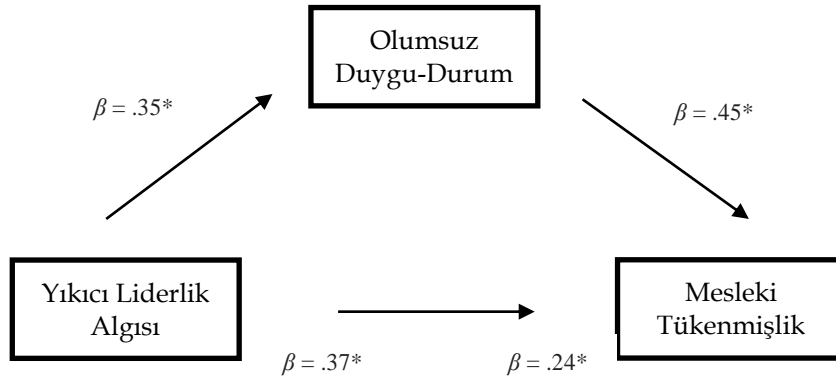 Olumsuz
Duygu-Durum
β = .35*
β = .45*
Yıkıcı Liderlik
Algısı
Mesleki
Tükenmişlik
β = .37*
β = .24*